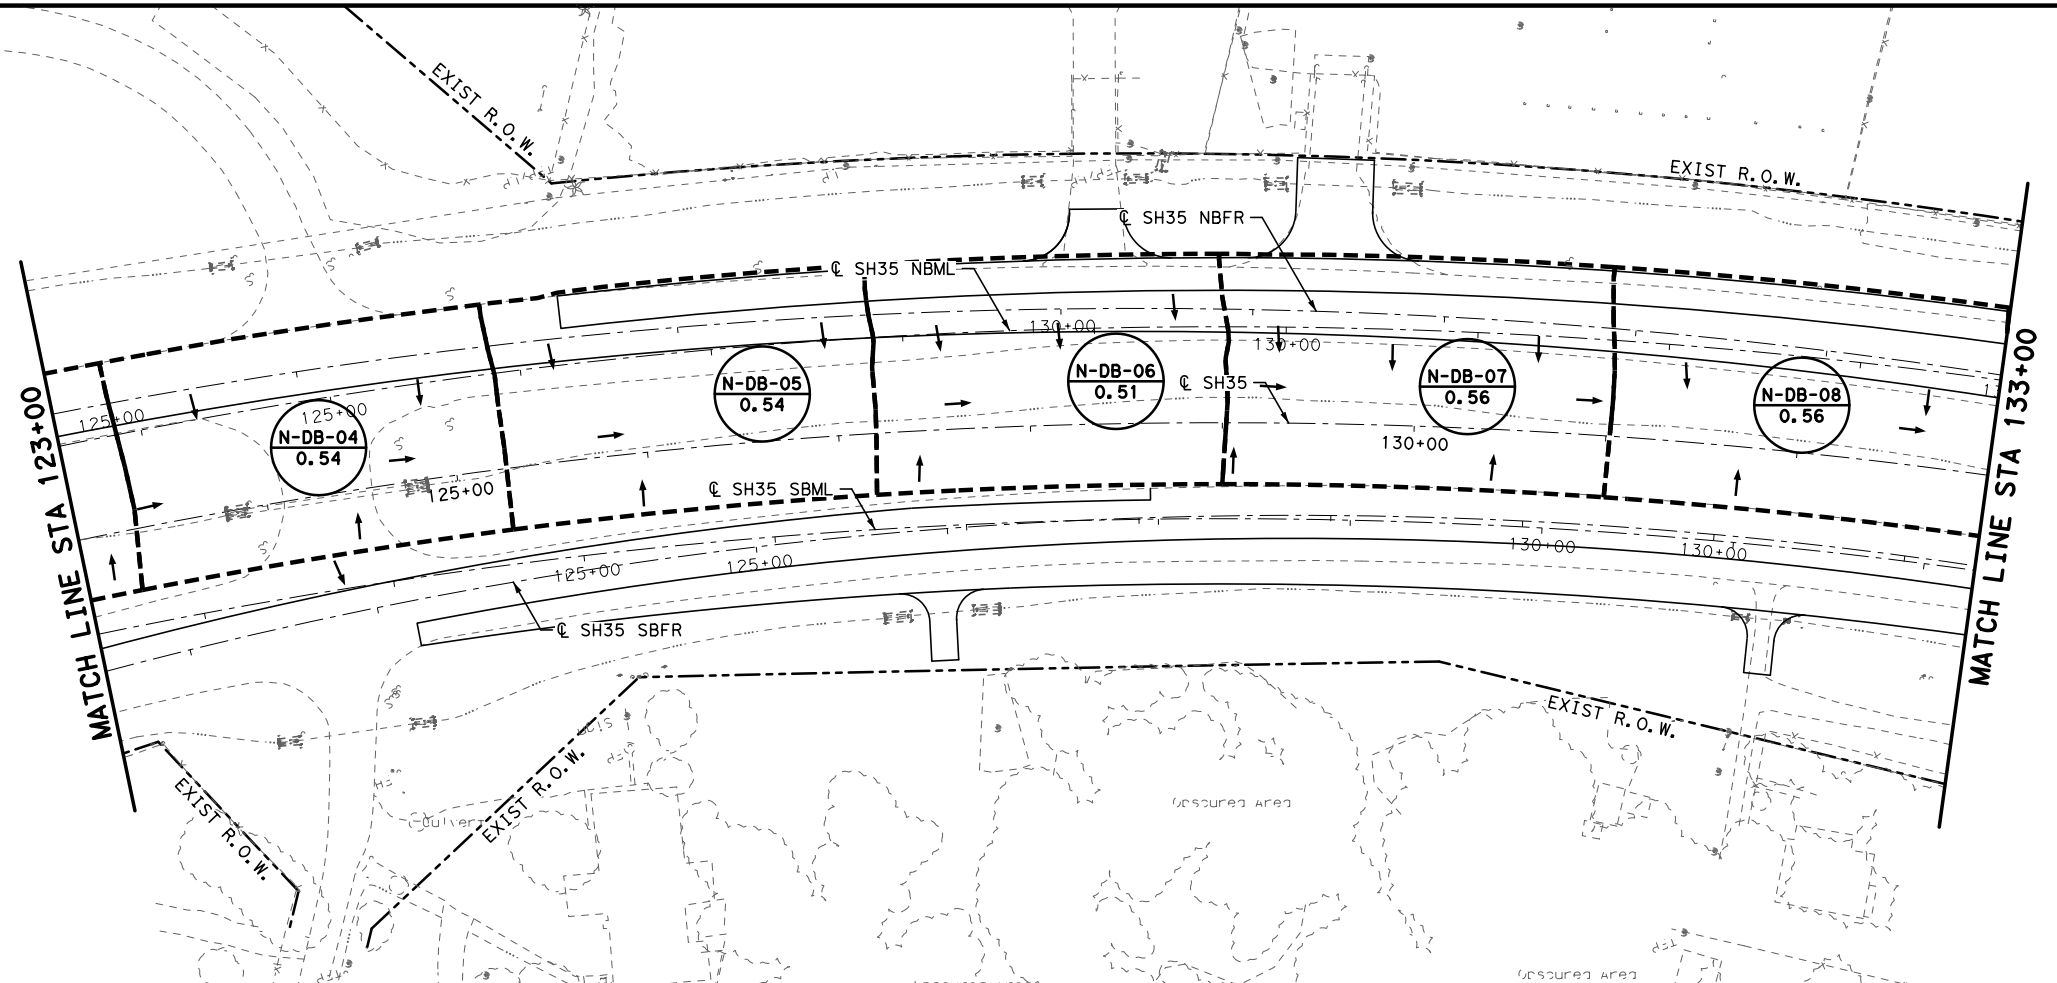 EXIST R.O.W.
EXIST R.O.W.
℄ SH35 NBFR
℄ SH35 NBML
130+00
130+00
℄ SH35
N-DB-05
0.54
N-DB-06
0.51
N-DB-07
0.56
N-DB-08
0.56
125+00
125+00
N-DB-04
0.54
130+00
125+00
℄ SH35 SBML
MATCH LINE STA 123+00
MATCH LINE STA 133+00
125+00
125+00
130+00
130+00
℄ SH35 SBFR
EXIST R.O.W.
EXIST R.O.W.
EXIST R.O.W.
Obscured Area
Obscured Area